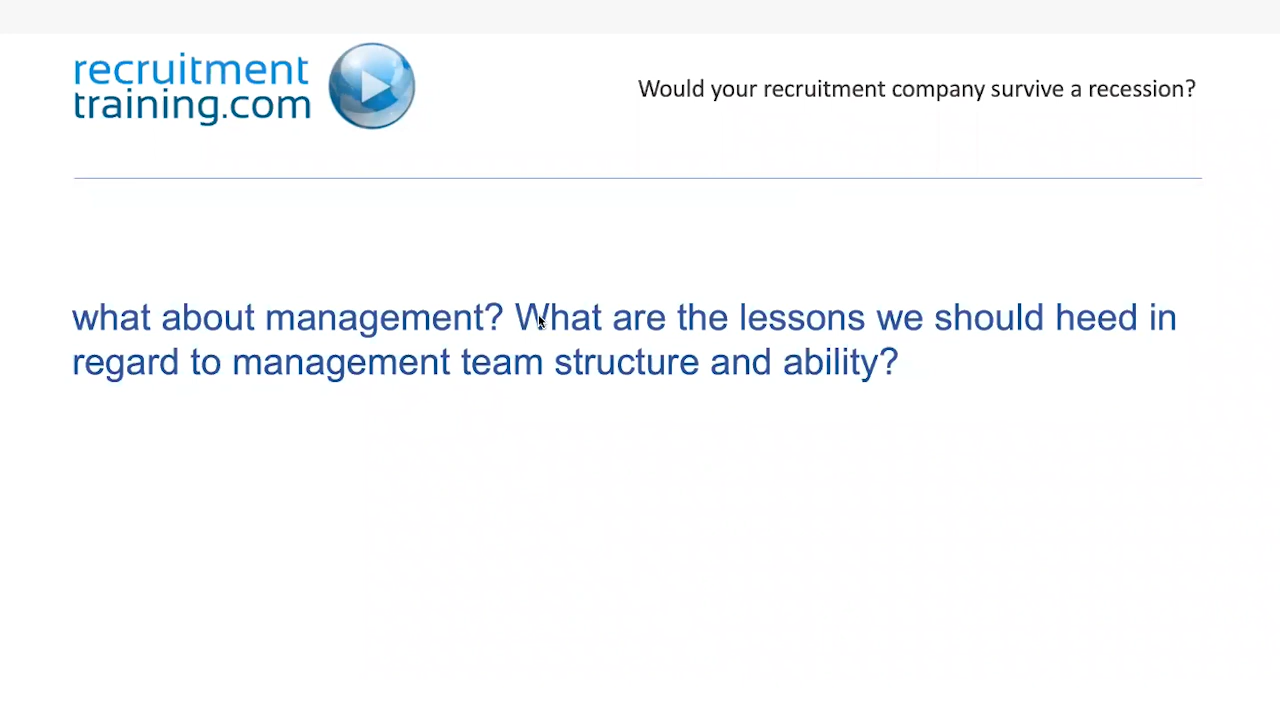 recruitment
training.com
Would your recruitment company survive a recession?
what about management? What are the lessons we should heed in
regard to management team structure and ability?